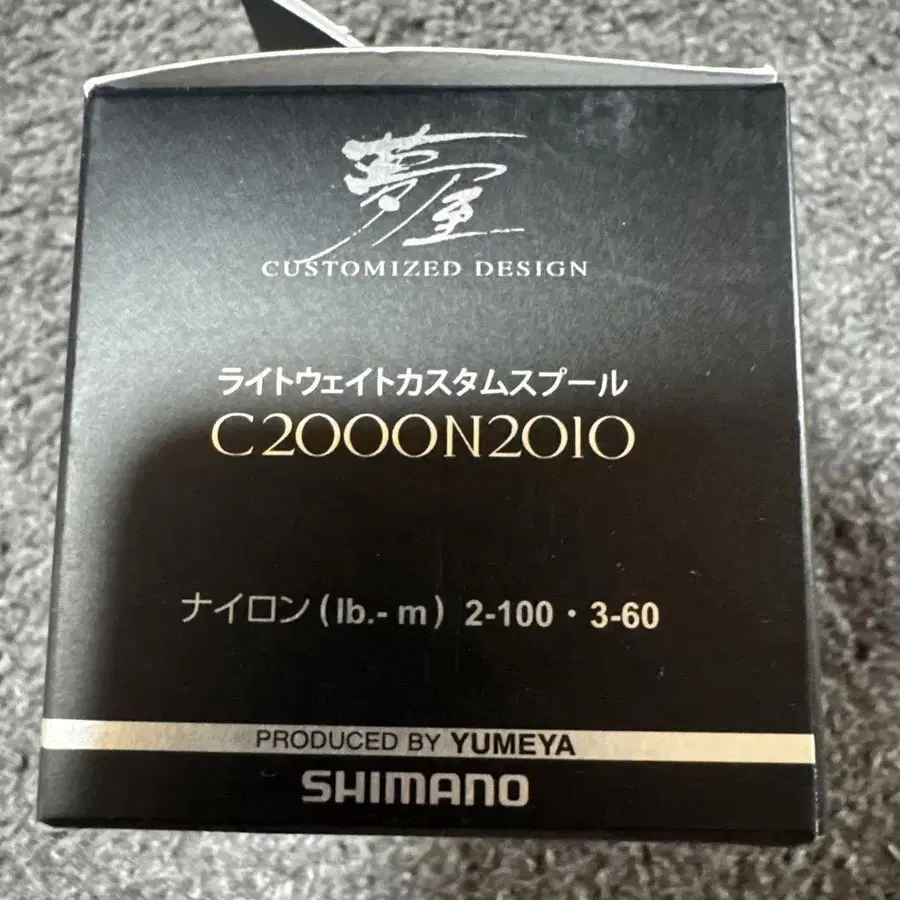 夢屋
CUSTOMIZED DESIGN
ライトウェイトカスタムスプール
C2000N2010
ナイロン(lb.-m) 2-100・3-60
PRODUCED BY YUMEYA
SHIMANO